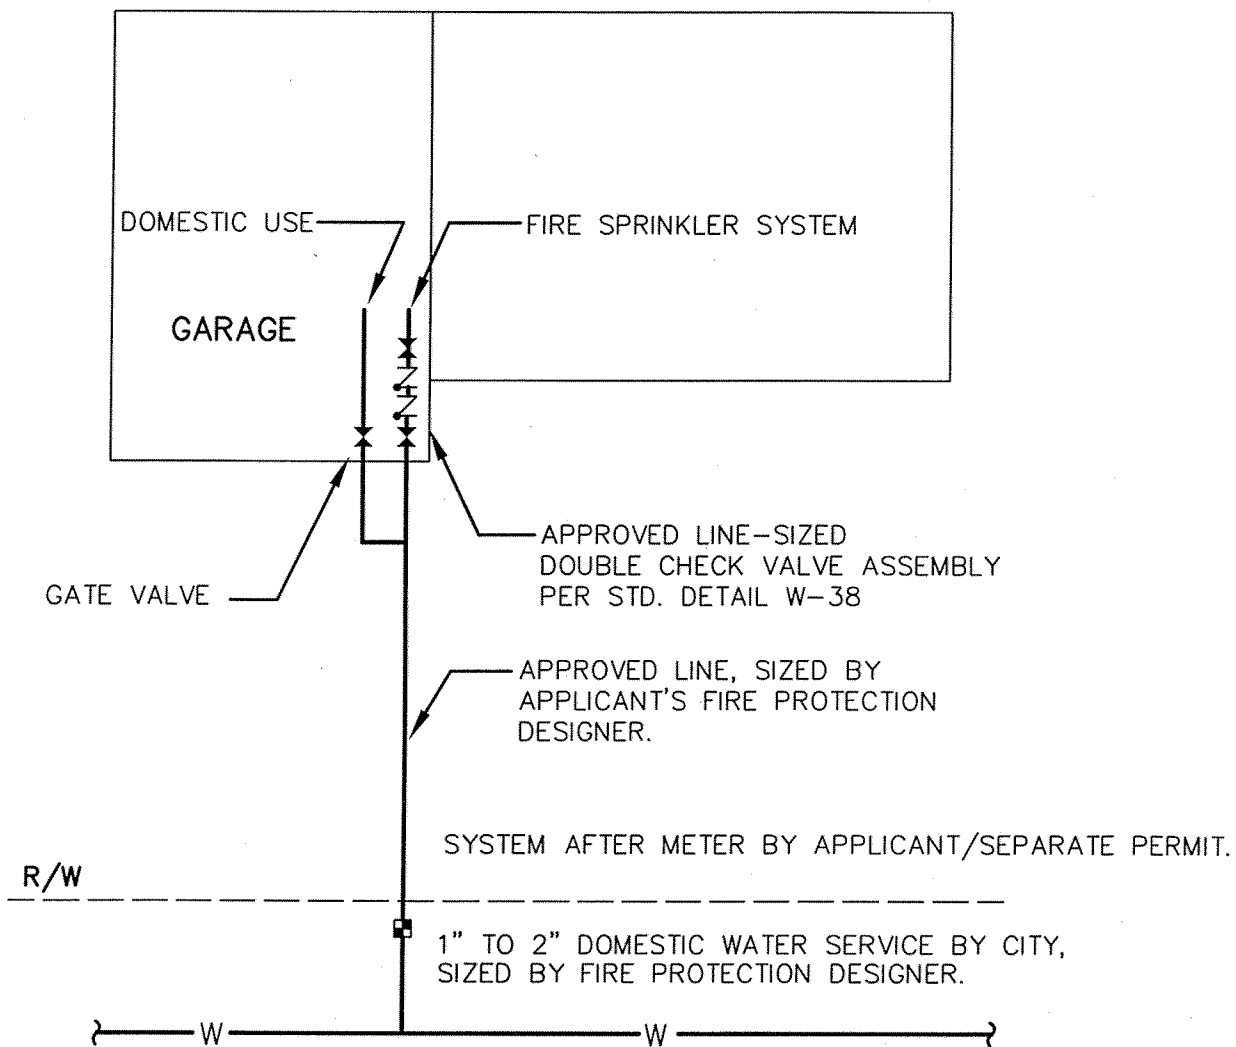 DOMESTIC USE
FIRE SPRINKLER SYSTEM
GARAGE
APPROVED LINE-SIZED
DOUBLE CHECK VALVE ASSEMBLY
PER STD. DETAIL W-38
GATE VALVE
APPROVED LINE, SIZED BY
APPLICANT'S FIRE PROTECTION
DESIGNER.
SYSTEM AFTER METER BY APPLICANT/SEPARATE PERMIT.
R/W
1" TO 2" DOMESTIC WATER SERVICE BY CITY,
SIZED BY FIRE PROTECTION DESIGNER.
W W